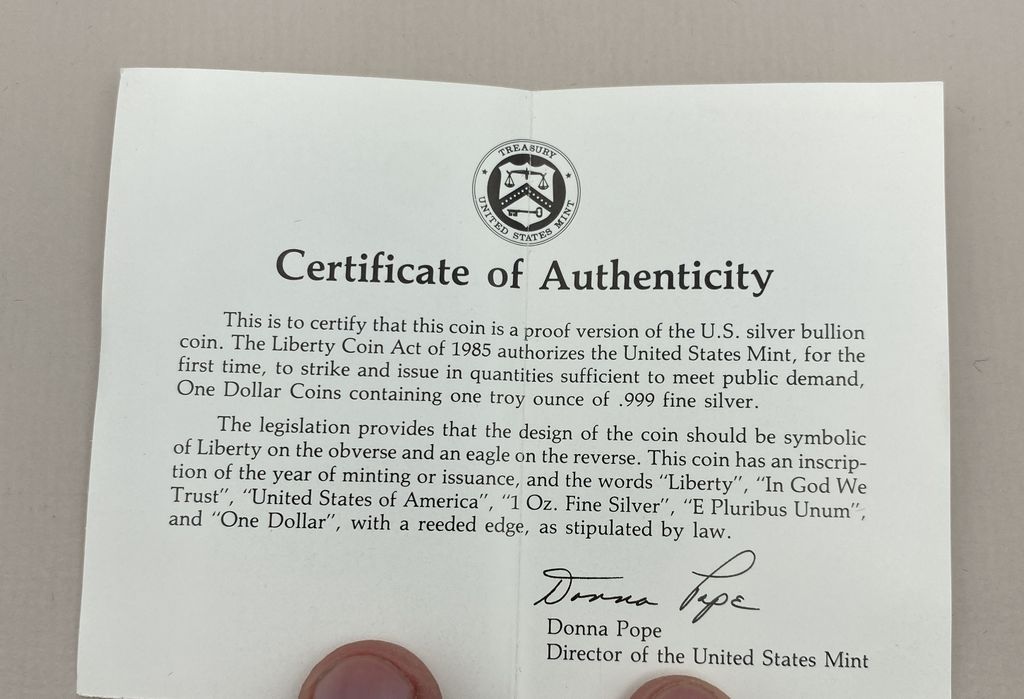 TREASURY
UNITED STATES MINT
Certificate of Authenticity
This is to certify that this coin is a proof version of the U.S. silver bullion
coin. The Liberty Coin Act of 1985 authorizes the United States Mint, for the
first time, to strike and issue in quantities sufficient to meet public demand,
One Dollar Coins containing one troy ounce of .999 fine silver.
The legislation provides that the design of the coin should be symbolic
of Liberty on the obverse and an eagle on the reverse. This coin has an inscrip-
tion of the year of minting or issuance, and the words “Liberty”, “In God We
Trust”, “United States of America”, “1 Oz. Fine Silver”, “E Pluribus Unum”,
and “One Dollar”, with a reeded edge, as stipulated by law.
Donna Pope
Donna Pope
Director of the United States Mint